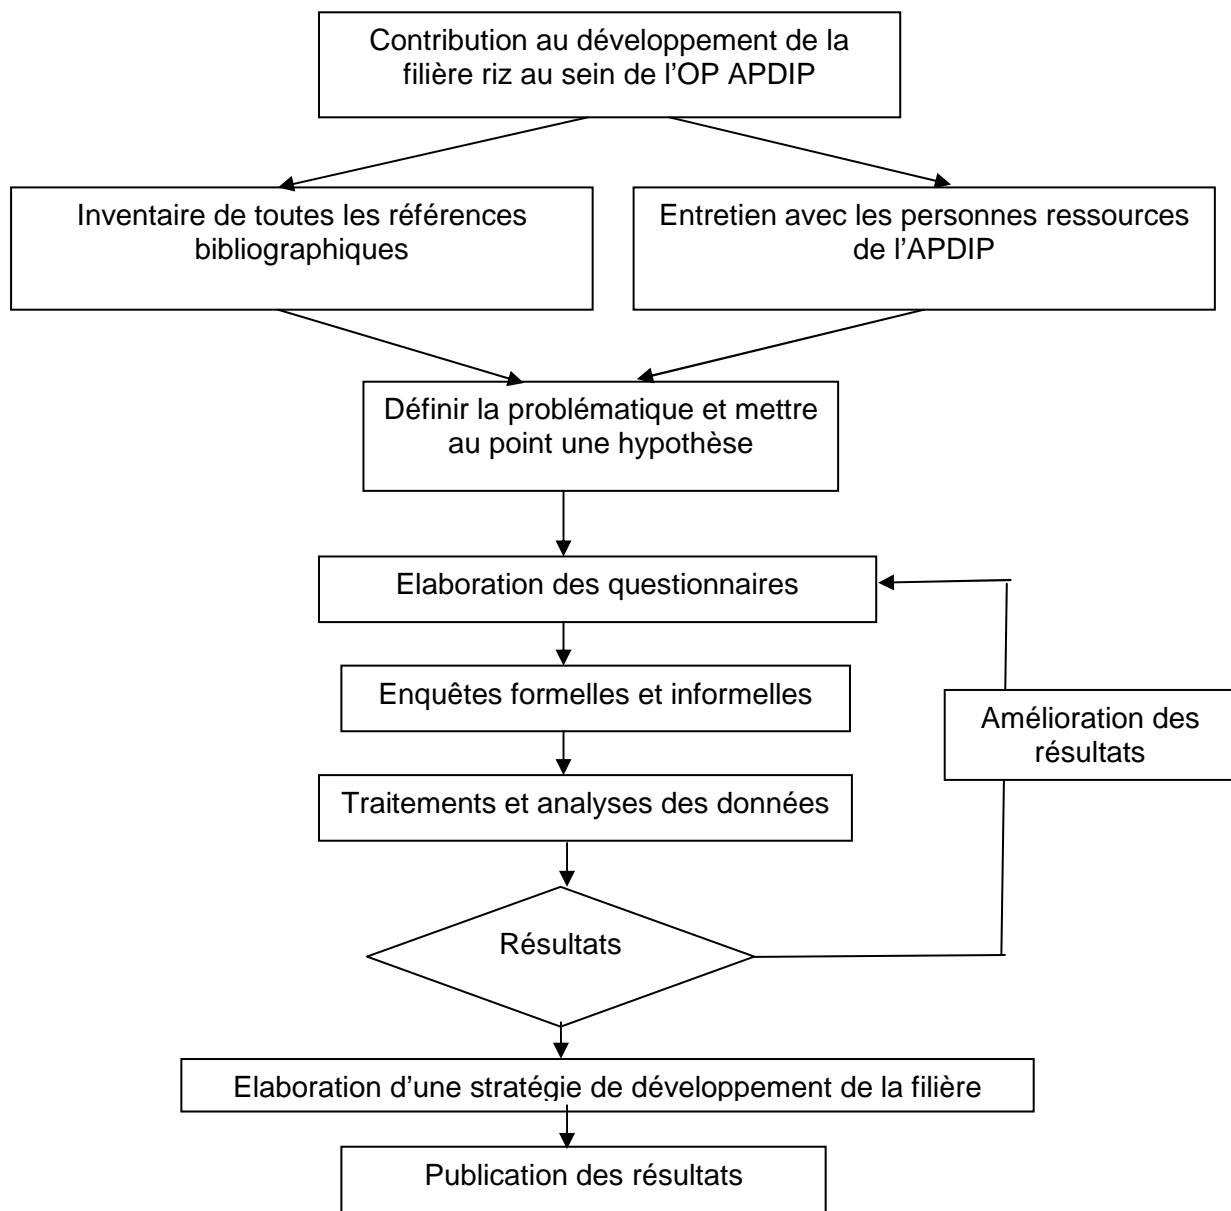 Contribution au développement de la
filière riz au sein de l'OP APDIP
Inventaire de toutes les références
bibliographiques
Entretien avec les personnes ressources
de l'APDIP
Définir la problématique et mettre
au point une hypothèse
Elaboration des questionnaires
Enquêtes formelles et informelles
Amélioration des
résultats
Traitements et analyses des données
Résultats
Elaboration d'une stratégie de développement de la filière
Publication des résultats